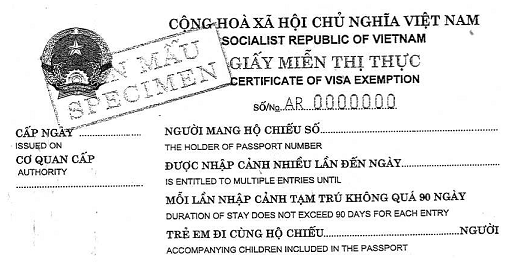 CỘNG HOÀ XÃ HỘI CHỦ NGHĨA VIỆT NAM
SOCIALIST REPUBLIC OF VIETNAM
GIẤY MIỄN THỊ THỰC
CERTIFICATE OF VISA EXEMPTION
MẪU
SPECIMEN
SỐ/No AR 0000000
CẤP NGÀY
ISSUED ON
CƠ QUAN CẤP
AUTHORITY
NGƯỜI MANG HỘ CHIẾU SỐ
THE HOLDER OF PASSPORT NUMBER
ĐƯỢC NHẬP CẢNH NHIỀU LẦN ĐẾN NGÀY
IS ENTITLED TO MULTIPLE ENTRIES UNTIL
MỖI LẦN NHẬP CẢNH TẠM TRÚ KHÔNG QUÁ 90 NGÀY
DURATION OF STAY DOES NOT EXCEED 90 DAYS FOR EACH ENTRY
TRẺ EM ĐI CÙNG HỘ CHIẾU NGƯỜI
ACCOMPANYING CHILDREN INCLUDED IN THE PASSPORT